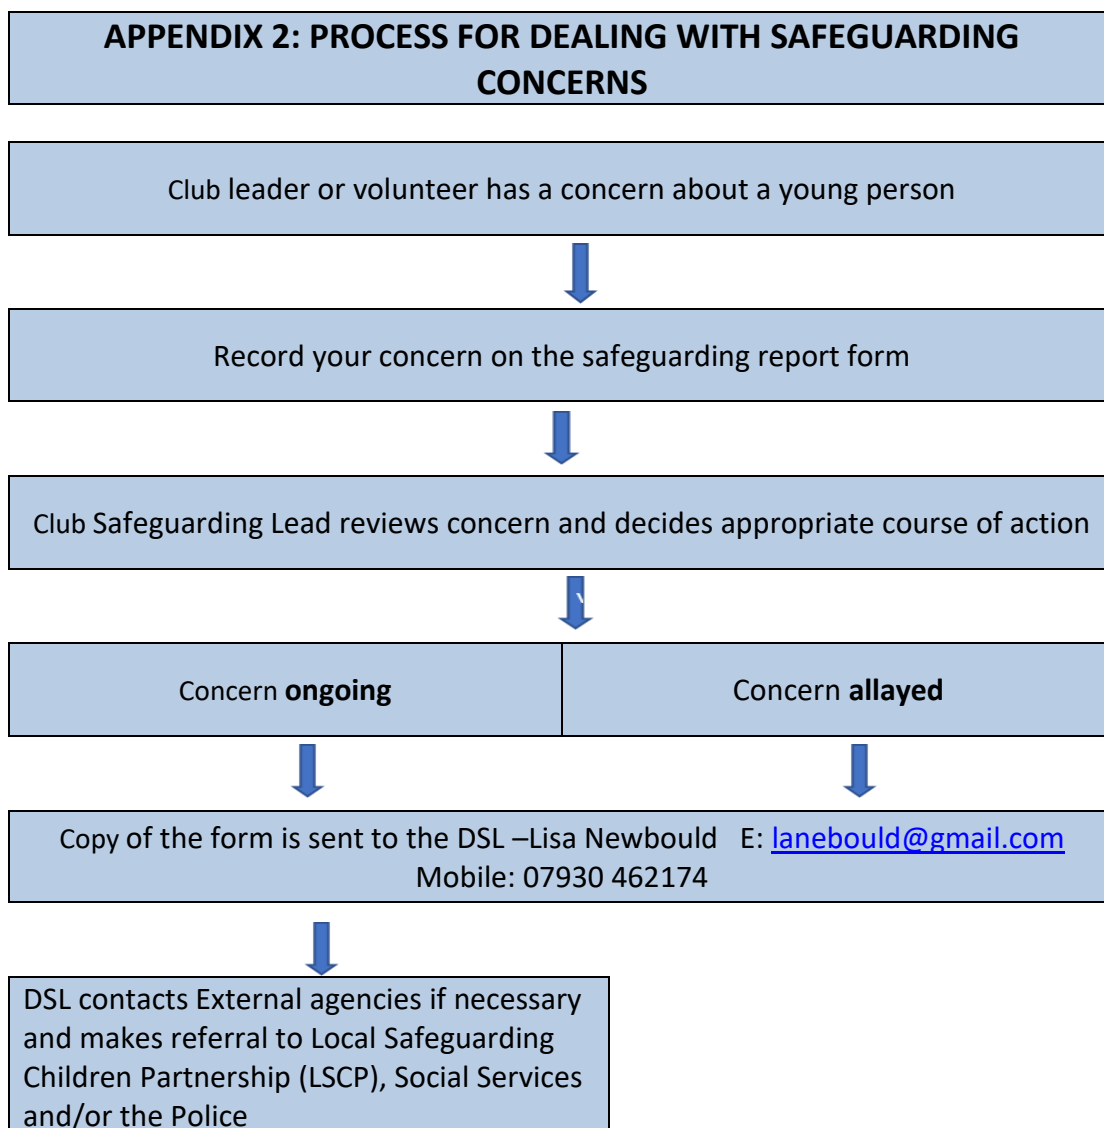 APPENDIX 2: PROCESS FOR DEALING WITH SAFEGUARDING
CONCERNS
Club leader or volunteer has a concern about a young person
Record your concern on the safeguarding report form
Club Safeguarding Lead reviews concern and decides appropriate course of action
Concern ongoing
Concern allayed
Copy of the form is sent to the DSL –Lisa Newbould E: lanebould@gmail.com
Mobile: 07930 462174
DSL contacts External agencies if necessary
and makes referral to Local Safeguarding
Children Partnership (LSCP), Social Services
and/or the Police